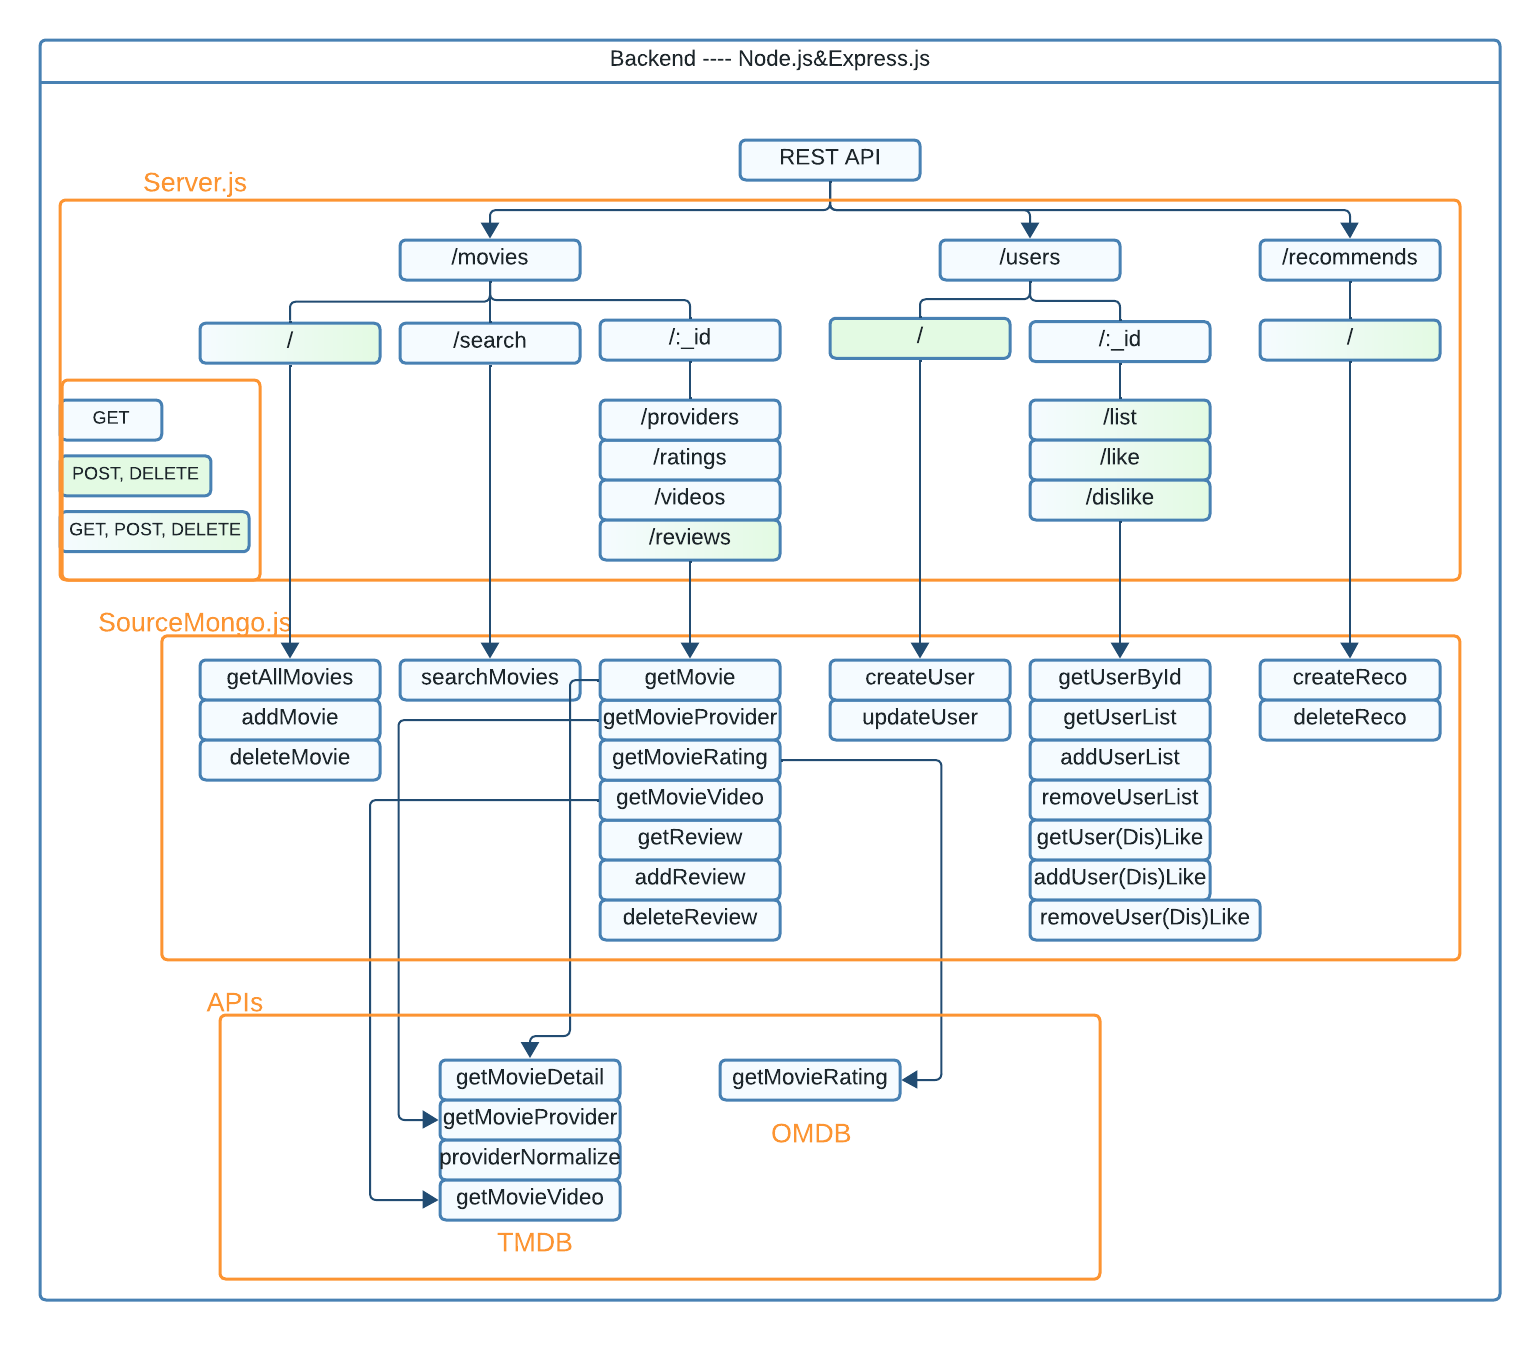 Backend ---- Node.js&Express.js
REST API
Server.js
/movies
/users
/recommends
/
/search
/:_id
/
/:_id
/
GET
POST, DELETE
GET, POST, DELETE
/providers
/ratings
/videos
/reviews
/list
/like
/dislike
SourceMongo.js
getAllMovies
addMovie
deleteMovie
searchMovies
getMovie
getMovieProvider
getMovieRating
getMovieVideo
getReview
addReview
deleteReview
createUser
updateUser
getUserById
getUserList
addUserList
removeUserList
getUser(Dis)Like
addUser(Dis)Like
removeUser(Dis)Like
createReco
deleteReco
APIs
getMovieDetail
getMovieProvider
providerNormalize
getMovieVideo
TMDB
getMovieRating
OMDB